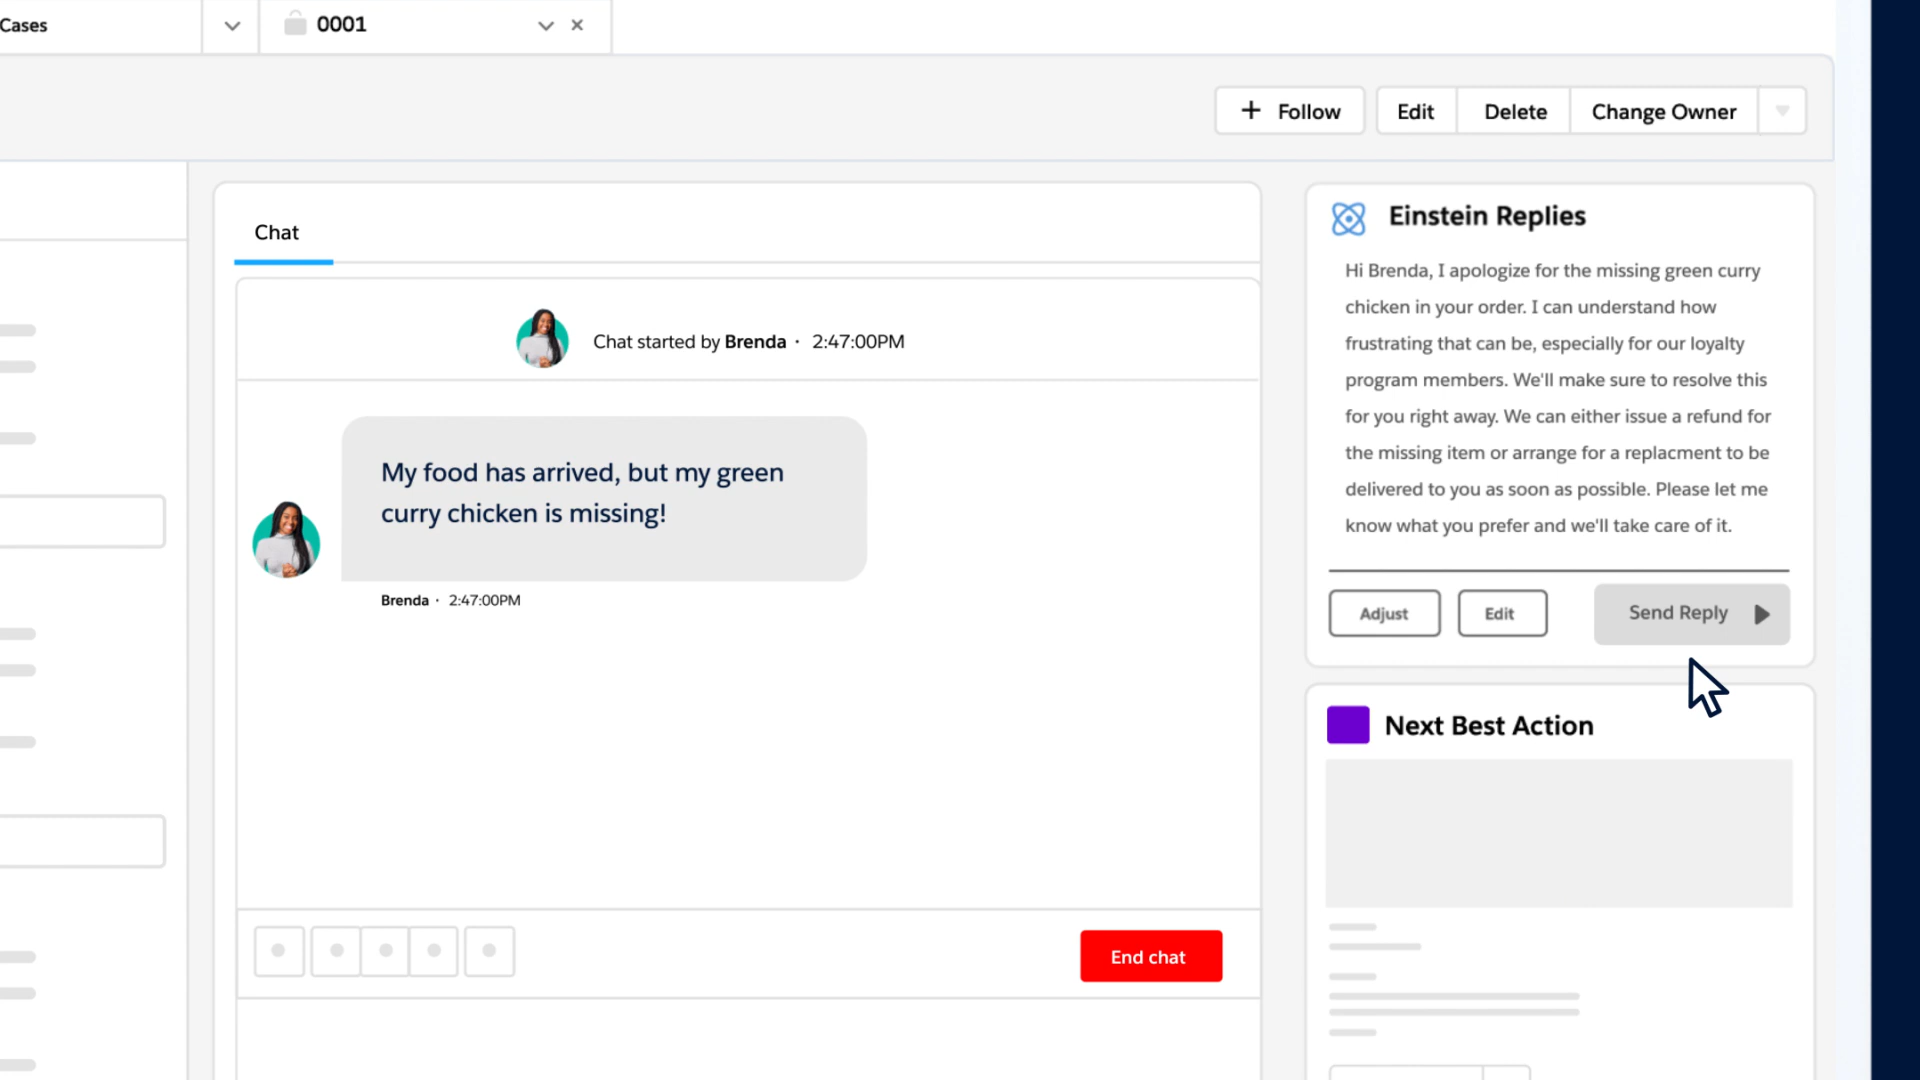 Cases
0001
Follow
Edit
Delete
Change Owner
Chat
Chat started by Brenda · 2:47:00PM
My food has arrived, but my green
curry chicken is missing!
Brenda · 2:47:00PM
End chat
Einstein Replies
Hi Brenda, I apologize for the missing green curry
chicken in your order. I can understand how
frustrating that can be, especially for our loyalty
program members. We'll make sure to resolve this
for you right away. We can either issue a refund for
the missing item or arrange for a replacment to be
delivered to you as soon as possible. Please let me
know what you prefer and we'll take care of it.
Adjust
Edit
Send Reply
Next Best Action